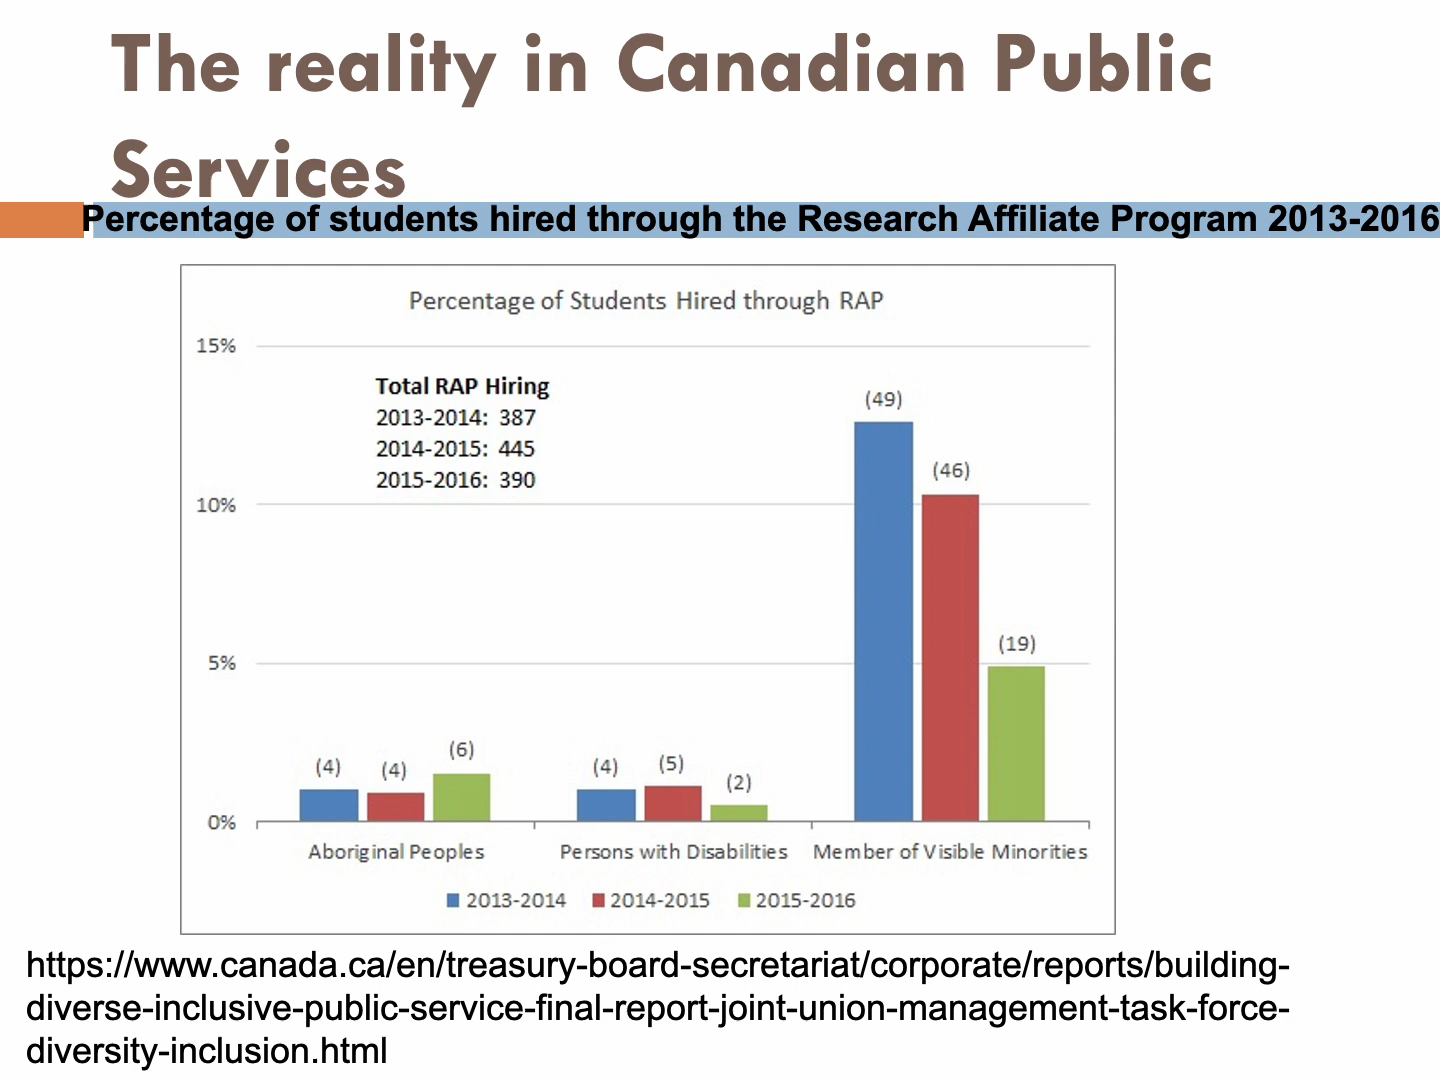 The reality in Canadian Public
Services
Percentage of students hired through the Research Affiliate Program 2013-2016
Percentage of Students Hired through RAP
15%
Total RAP Hiring
2013-2014: 387
2014-2015: 445
2015-2016: 390
(49)
(46)
10%
(19)
5%
(4) (4) (6) (4) (5) (2)
0%
Aboriginal Peoples Persons with Disabilities Member of Visible Minorities
2013-2014 2014-2015 2015-2016
https://www.canada.ca/en/treasury-board-secretariat/corporate/reports/building-
diverse-inclusive-public-service-final-report-joint-union-management-task-force-
diversity-inclusion.html